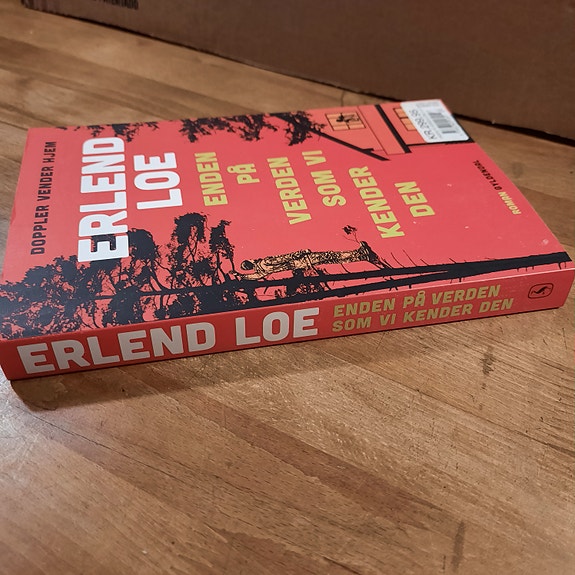 DOPPLER VENDER HJEM
ERLEND
LOE
ENDEN
PÅ
VERDEN
SOM VI
KENDER
DEN
ROMAN GYLDENDAL
ERLEND LOE
ENDEN PÅ VERDEN
SOM VI KENDER DEN